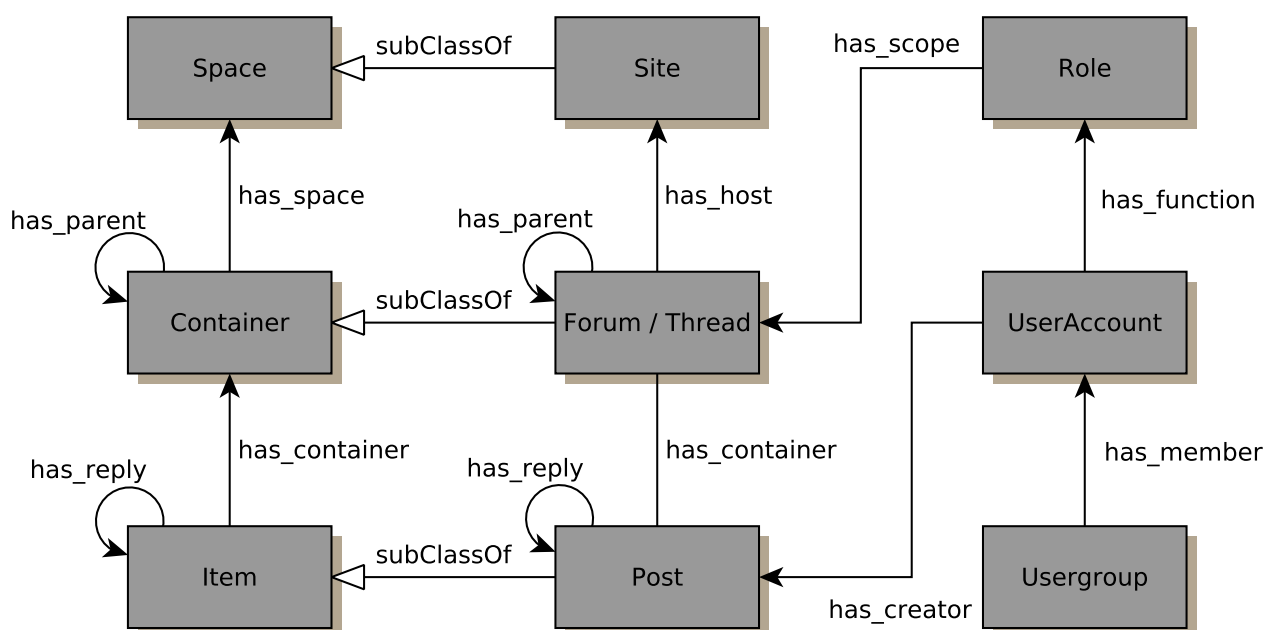 subClassOf
has_scope
Space
Site
Role
has_space
has_host
has_function
has_parent
has_parent
subClassOf
Container
Forum / Thread
UserAccount
has_container
has_container
has_member
has_reply
has_reply
subClassOf
Item
Post
Usergroup
has_creator